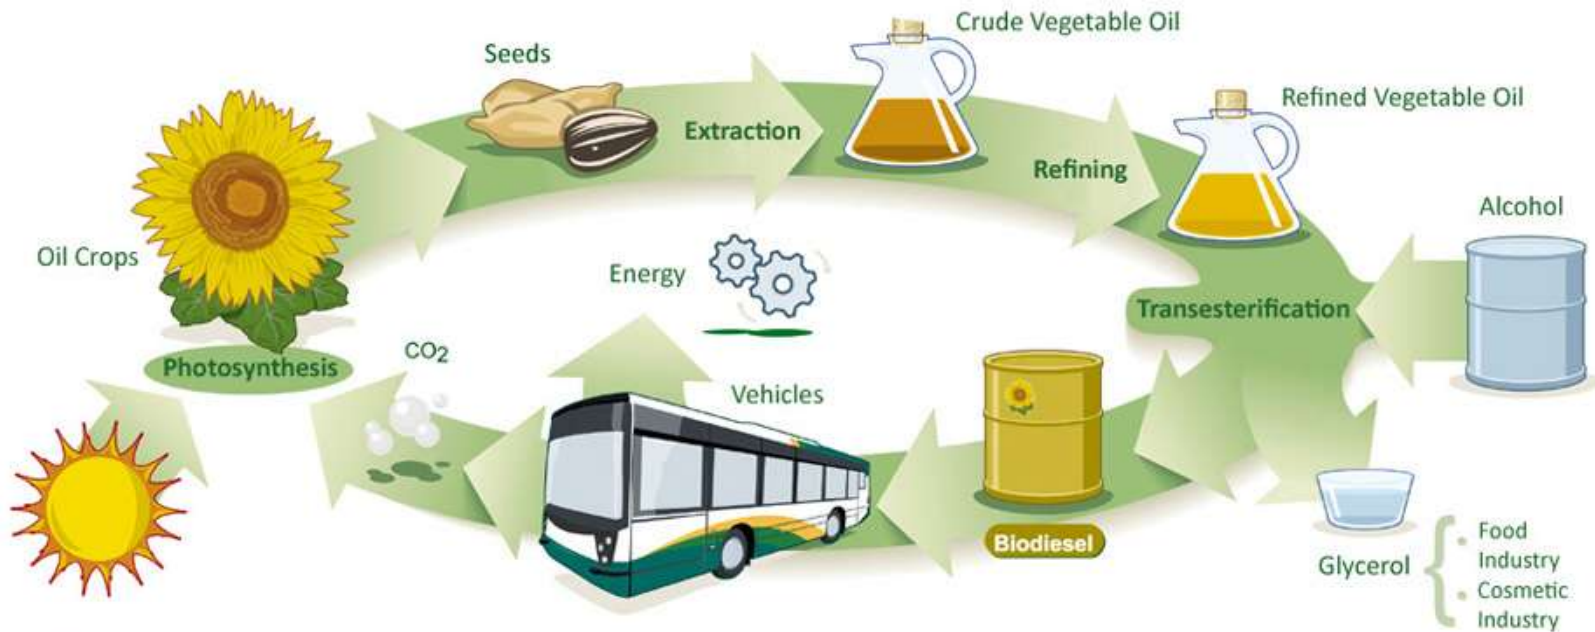 Crude Vegetable Oil
Seeds
Refined Vegetable Oil
Extraction
Refining
Alcohol
Oil Crops
Energy
Transesterification
Photosynthesis
CO2
Vehicles
Biodiesel
Glycerol
Food
Industry
Cosmetic
Industry